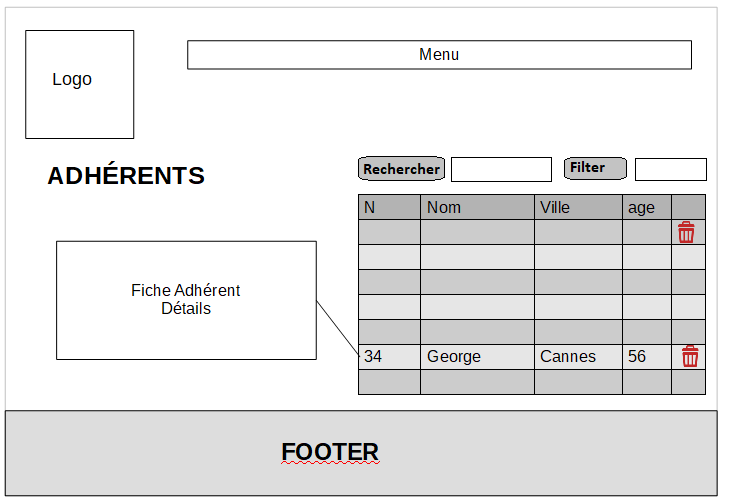 Logo
Menu
ADHÉRENTS
Rechercher
Filter
N Nom Ville age
Fiche Adhérent
Détails
34 George Cannes 56
FOOTER